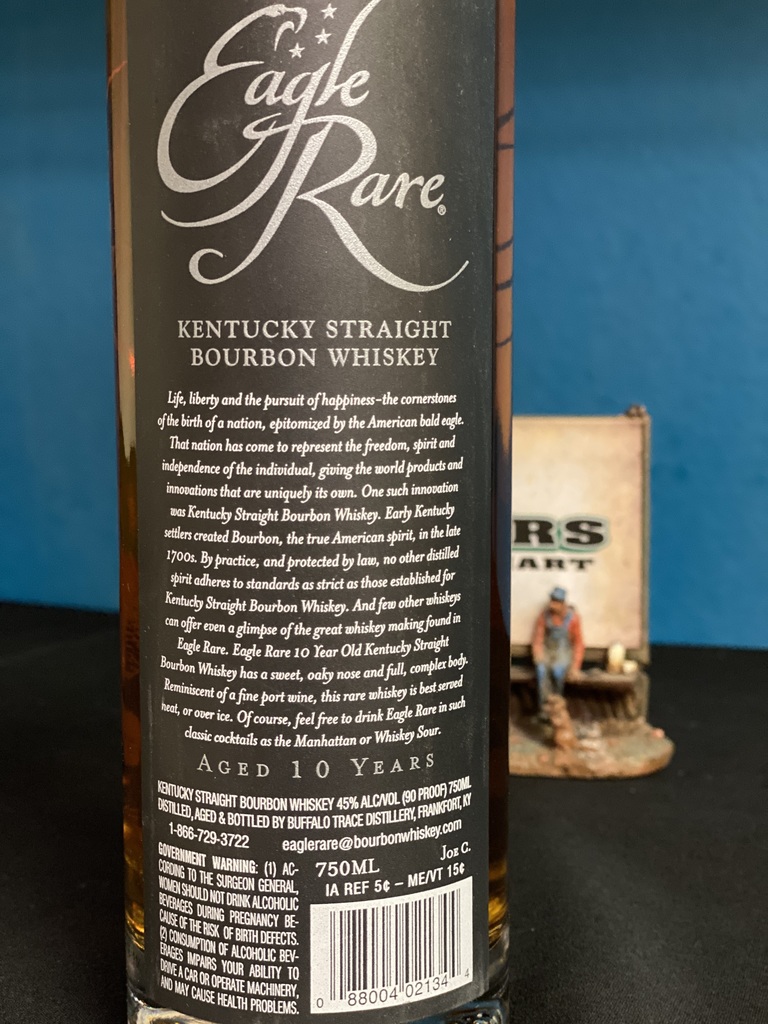 Eagle
Rare®
KENTUCKY STRAIGHT
BOURBON WHISKEY
Life, liberty and the pursuit of happiness–the cornerstones
of the birth of a nation, epitomized by the American bald eagle.
That nation has come to represent the freedom, spirit and
independence of the individual, giving the world products and
innovations that are uniquely its own. One such innovation
was Kentucky Straight Bourbon Whiskey. Early Kentucky
settlers created Bourbon, the true American spirit, in the late
1700s. By practice, and protected by law, no other distilled
spirit adheres to standards as strict as those established for
Kentucky Straight Bourbon Whiskey. And few other whiskeys
can offer even a glimpse of the great whiskey making found in
Eagle Rare. Eagle Rare 10 Year Old Kentucky Straight
Bourbon Whiskey has a sweet, oaky nose and full, complex body.
Reminiscent of a fine port wine, this rare whiskey is best served
heat, or over ice. Of course, feel free to drink Eagle Rare in such
classic cocktails as the Manhattan or Whiskey Sour.
AGED 10 YEARS
KENTUCKY STRAIGHT BOURBON WHISKEY 45% ALC/VOL (90 PROOF) 750ML
DISTILLED, AGED & BOTTLED BY BUFFALO TRACE DISTILLERY, FRANKFORT, KY
1-866-729-3722 eaglerare@bourbonwhiskey.com
GOVERNMENT WARNING: (1) AC-
CORDING TO THE SURGEON GENERAL,
WOMEN SHOULD NOT DRINK ALCOHOLIC
BEVERAGES DURING PREGNANCY BE-
CAUSE OF THE RISK OF BIRTH DEFECTS.
(2) CONSUMPTION OF ALCOHOLIC BEV-
ERAGES IMPAIRS YOUR ABILITY TO
DRIVE A CAR OR OPERATE MACHINERY,
AND MAY CAUSE HEALTH PROBLEMS.
750ML JOE C.
IA REF 5¢ – ME/VT 15¢
0 88004 02134 4
RS
ART